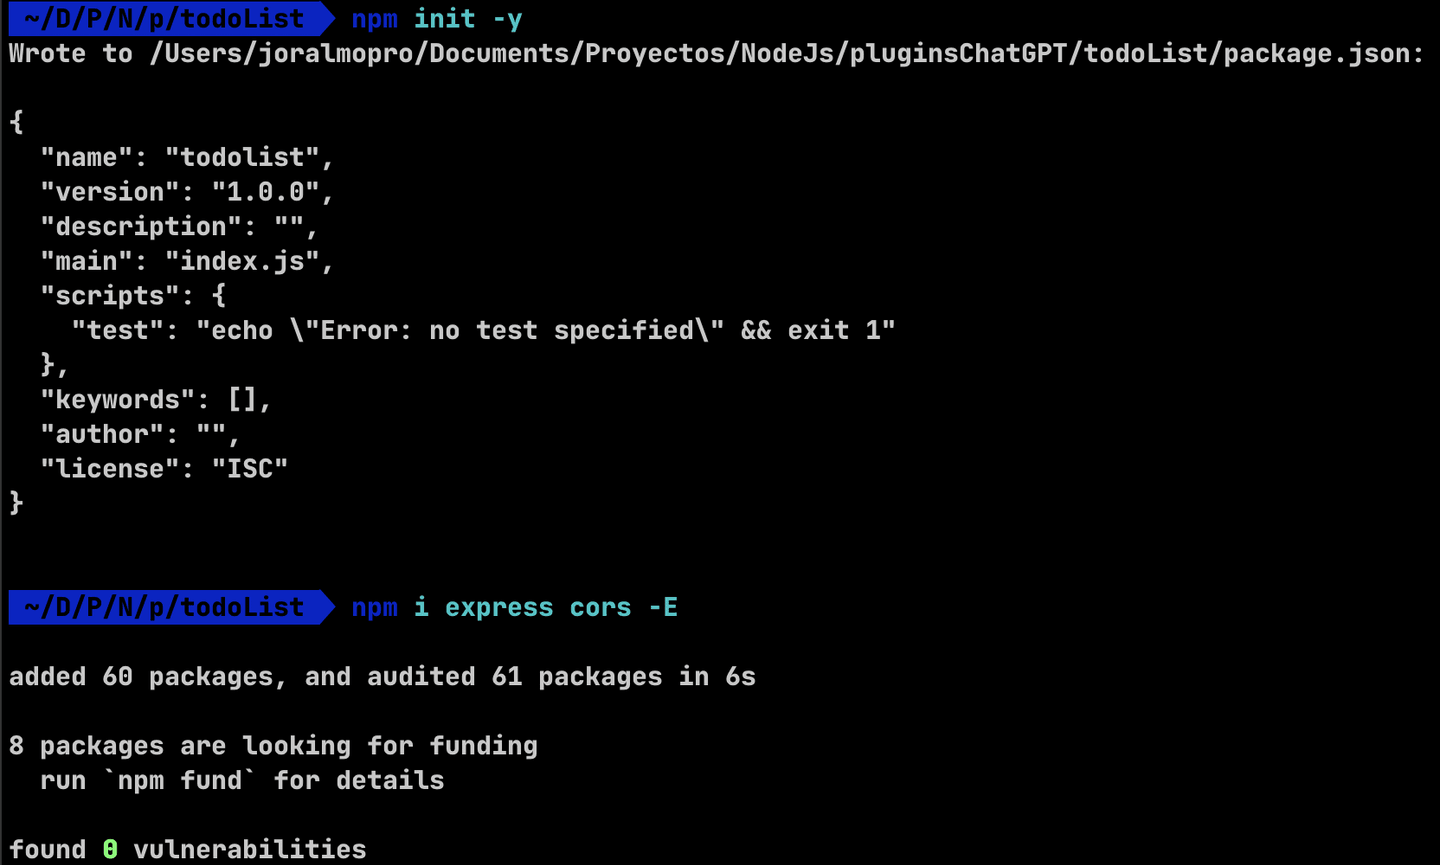 ~/D/P/N/p/todoList npm init -y
Wrote to /Users/joralmopro/Documents/Proyectos/NodeJs/pluginsChatGPT/todoList/package.json:
{
  "name": "todolist",
  "version": "1.0.0",
  "description": "",
  "main": "index.js",
  "scripts": {
    "test": "echo \"Error: no test specified\" && exit 1"
  },
  "keywords": [],
  "author": "",
  "license": "ISC"
}
~/D/P/N/p/todoList npm i express cors -E
added 60 packages, and audited 61 packages in 6s
8 packages are looking for funding
  run `npm fund` for details
found 0 vulnerabilities